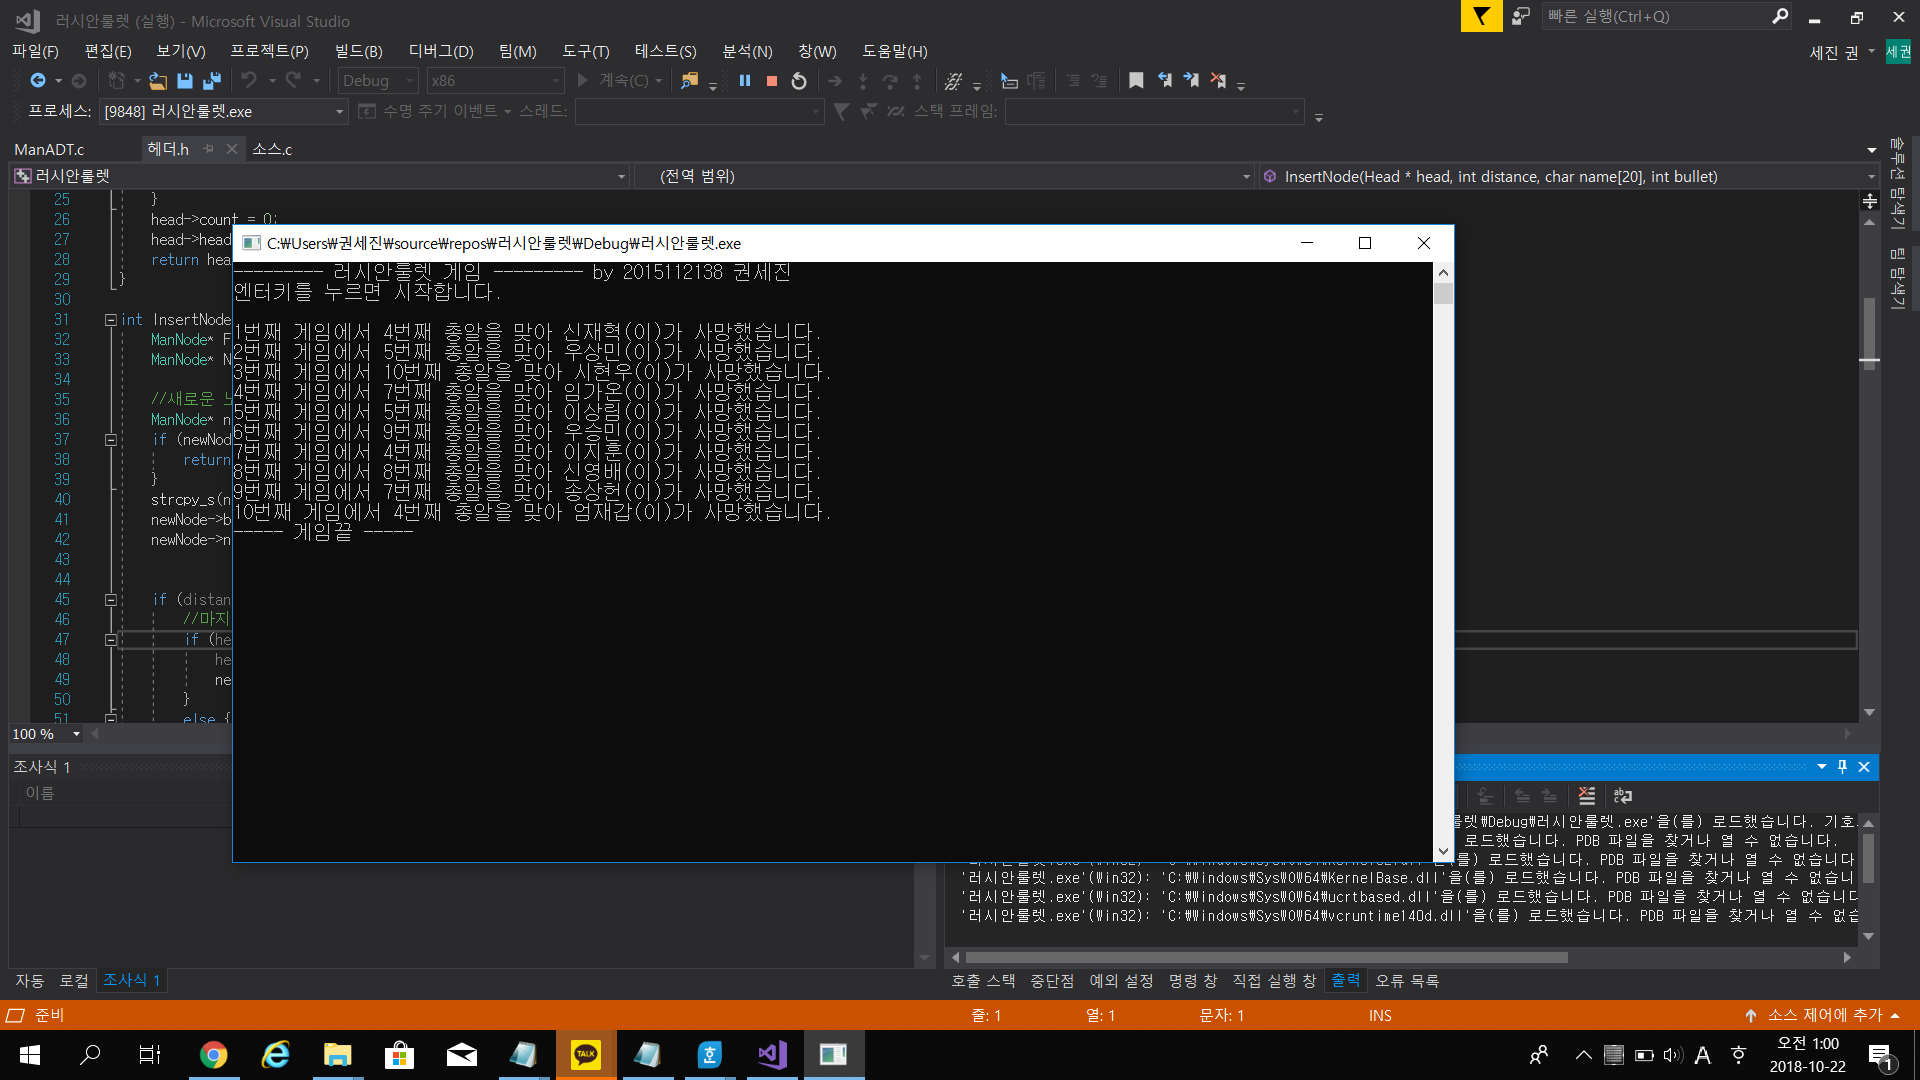 러시안룰렛 (실행) - Microsoft Visual Studio
빠른 실행(Ctrl+Q)
파일(F) 편집(E) 보기(V) 프로젝트(P) 빌드(B) 디버그(D) 팀(M) 도구(T) 테스트(S) 분석(N) 창(W) 도움말(H)
세진 권 세권
Debug x86 계속(C)
프로세스: [9848] 러시안룰렛.exe 수명 주기 이벤트 스레드: 스택 프레임:
ManADT.c 헤더.h 소스.c
러시안룰렛 (전역 범위) InsertNode(Head * head, int distance, char name[20], int bullet)
25 }
26 head->count = 0;
27 head->head
28 return hea
29 }
30
31 int InsertNode
32 ManNode* F
33 ManNode* N
34
35 //새로운 노
36 ManNode* n
37 if (newNod
38 return
39 }
40 strcpy_s(n
41 newNode->b
42 newNode->n
43
44
45 if (distan
46 //마지
47 if (he
48 he
49 ne
50 }
51 else {
100 %
C:\Users\권세진\source\repos\러시안룰렛\Debug\러시안룰렛.exe
--------- 러시안룰렛 게임 --------- by 2015112138 권세진
엔터키를 누르면 시작합니다.
1번째 게임에서 4번째 총알을 맞아 신재혁(이)가 사망했습니다.
2번째 게임에서 5번째 총알을 맞아 우상민(이)가 사망했습니다.
3번째 게임에서 10번째 총알을 맞아 시현우(이)가 사망했습니다.
4번째 게임에서 7번째 총알을 맞아 임가온(이)가 사망했습니다.
5번째 게임에서 5번째 총알을 맞아 이상림(이)가 사망했습니다.
6번째 게임에서 9번째 총알을 맞아 우승민(이)가 사망했습니다.
7번째 게임에서 4번째 총알을 맞아 이지훈(이)가 사망했습니다.
8번째 게임에서 8번째 총알을 맞아 신영배(이)가 사망했습니다.
9번째 게임에서 7번째 총알을 맞아 송상헌(이)가 사망했습니다.
10번째 게임에서 4번째 총알을 맞아 엄재갑(이)가 사망했습니다.
----- 게임끝 -----
솔루션 탐색기
팀 탐색기
조사식 1
이름
룰렛\Debug\러시안룰렛.exe'을(를) 로드했습니다. 기호
로드했습니다. PDB 파일을 찾거나 열 수 없습니다.
로드했습니다. PDB 파일을 찾거나 열 수 없습니다
'러시안룰렛.exe'(Win32): 'C:\Windows\SysWOW64\KernelBase.dll'을(를) 로드했습니다. PDB 파일을 찾거나 열 수 없습니
'러시안룰렛.exe'(Win32): 'C:\Windows\SysWOW64\ucrtbased.dll'을(를) 로드했습니다. PDB 파일을 찾거나 열 수 없습니다
'러시안룰렛.exe'(Win32): 'C:\Windows\SysWOW64\vcruntime140d.dll'을(를) 로드했습니다. PDB 파일을 찾거나 열 수 없습
자동 로컬 조사식 1
호출 스택 중단점 예외 설정 명령 창 직접 실행 창 출력 오류 목록
준비 줄: 1 열: 1 문자: 1 INS 소스 제어에 추가
TALK
A
오전 1:00
2018-10-22
1